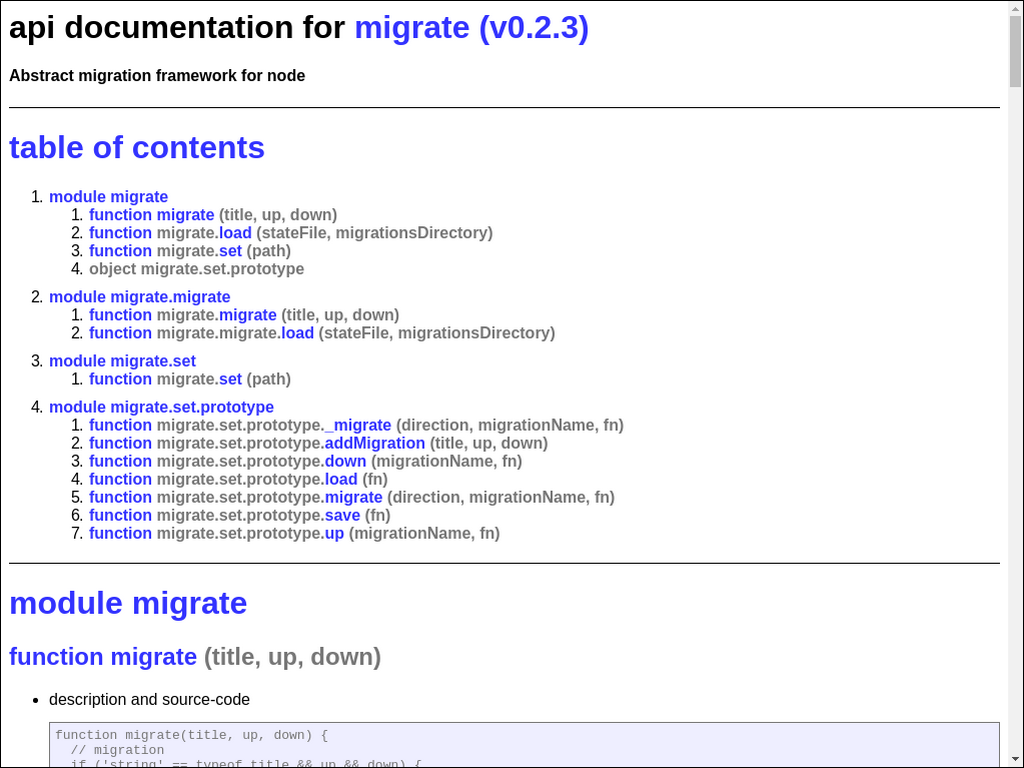 api documentation for migrate (v0.2.3)
Abstract migration framework for node
table of contents
1. module migrate
1. function migrate (title, up, down)
2. function migrate.load (stateFile, migrationsDirectory)
3. function migrate.set (path)
4. object migrate.set.prototype
2. module migrate.migrate
1. function migrate.migrate (title, up, down)
2. function migrate.migrate.load (stateFile, migrationsDirectory)
3. module migrate.set
1. function migrate.set (path)
4. module migrate.set.prototype
1. function migrate.set.prototype._migrate (direction, migrationName, fn)
2. function migrate.set.prototype.addMigration (title, up, down)
3. function migrate.set.prototype.down (migrationName, fn)
4. function migrate.set.prototype.load (fn)
5. function migrate.set.prototype.migrate (direction, migrationName, fn)
6. function migrate.set.prototype.save (fn)
7. function migrate.set.prototype.up (migrationName, fn)
module migrate
function migrate (title, up, down)
• description and source-code
function migrate(title, up, down) {
// migration
if ('string' == typeof title && up && down) {